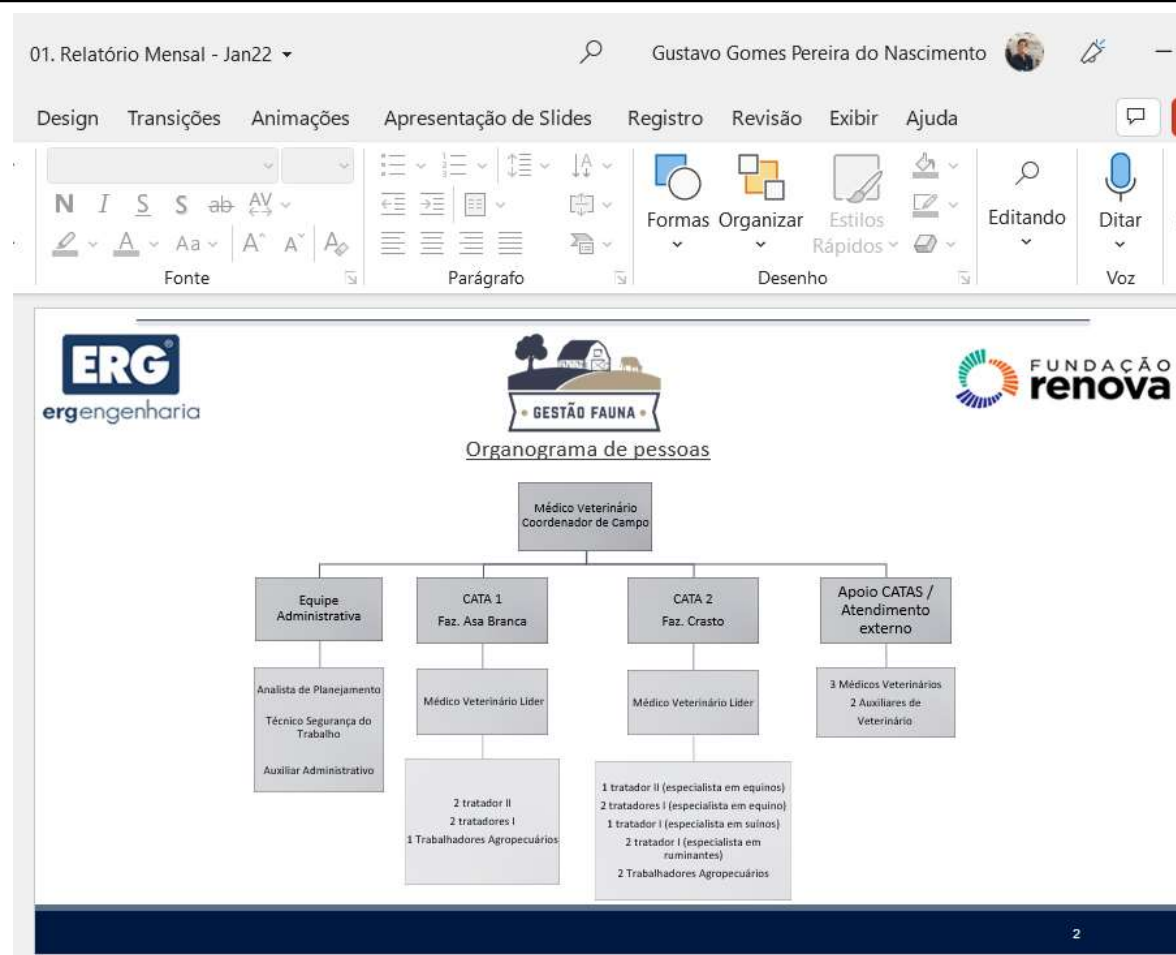 01. Relatório Mensal - Jan22
Gustavo Gomes Pereira do Nascimento
Design Transições Animações Apresentação de Slides Registro Revisão Exibir Ajuda
N I S S ab AV
A Aa A A A
Formas Organizar Estilos Rápidos
Editando
Ditar
Fonte Parágrafo Desenho Voz
ERG
ergengenharia
GESTÃO FAUNA
FUNDAÇÃO
renova
Organograma de pessoas
Médico Veterinário
Coordenador de Campo
Equipe
Administrativa
CATA 1
Faz. Asa Branca
CATA 2
Faz. Crasto
Apoio CATAS /
Atendimento
externo
Analista de Planejamento
Técnico Segurança do
Trabalho
Auxiliar Administrativo
Médico Veterinário Lider
Médico Veterinário Lider
3 Médicos Veterinários
2 Auxiliares de
Veterinário
2 tratador II
2 tratadores I
1 Trabalhadores Agropecuários
1 tratador II (especialista em equinos)
2 tratadores I (especialista em equino)
1 tratador I (especialista em suínos)
2 tratador I (especialista em
ruminantes)
2 Trabalhadores Agropecuários
2